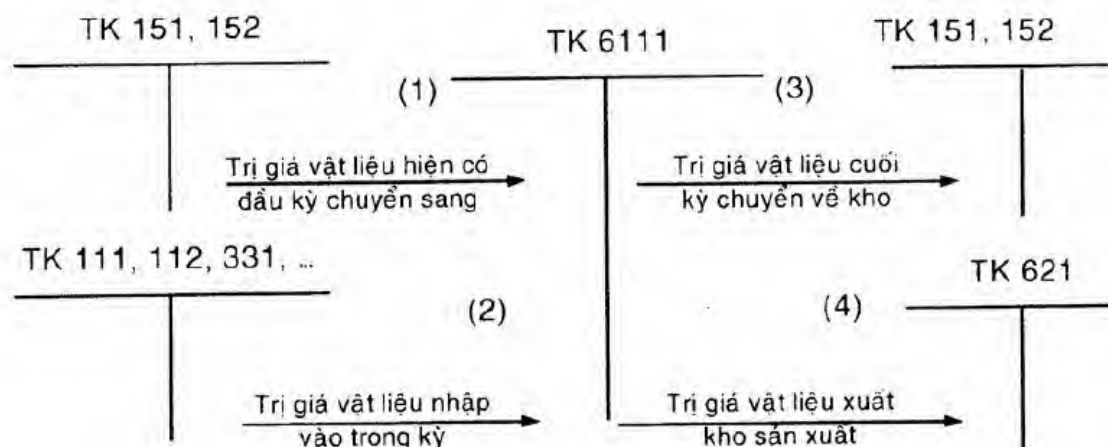 TK 151, 152
TK 6111
TK 151, 152
(1)
(3)
Trị giá vật liệu hiện có
đầu kỳ chuyển sang
Trị giá vật liệu cuối
kỳ chuyển về kho
TK 111, 112, 331, ...
TK 621
(2)
(4)
Trị giá vật liệu nhập
vào trong kỳ
Trị giá vật liệu xuất
kho sản xuất